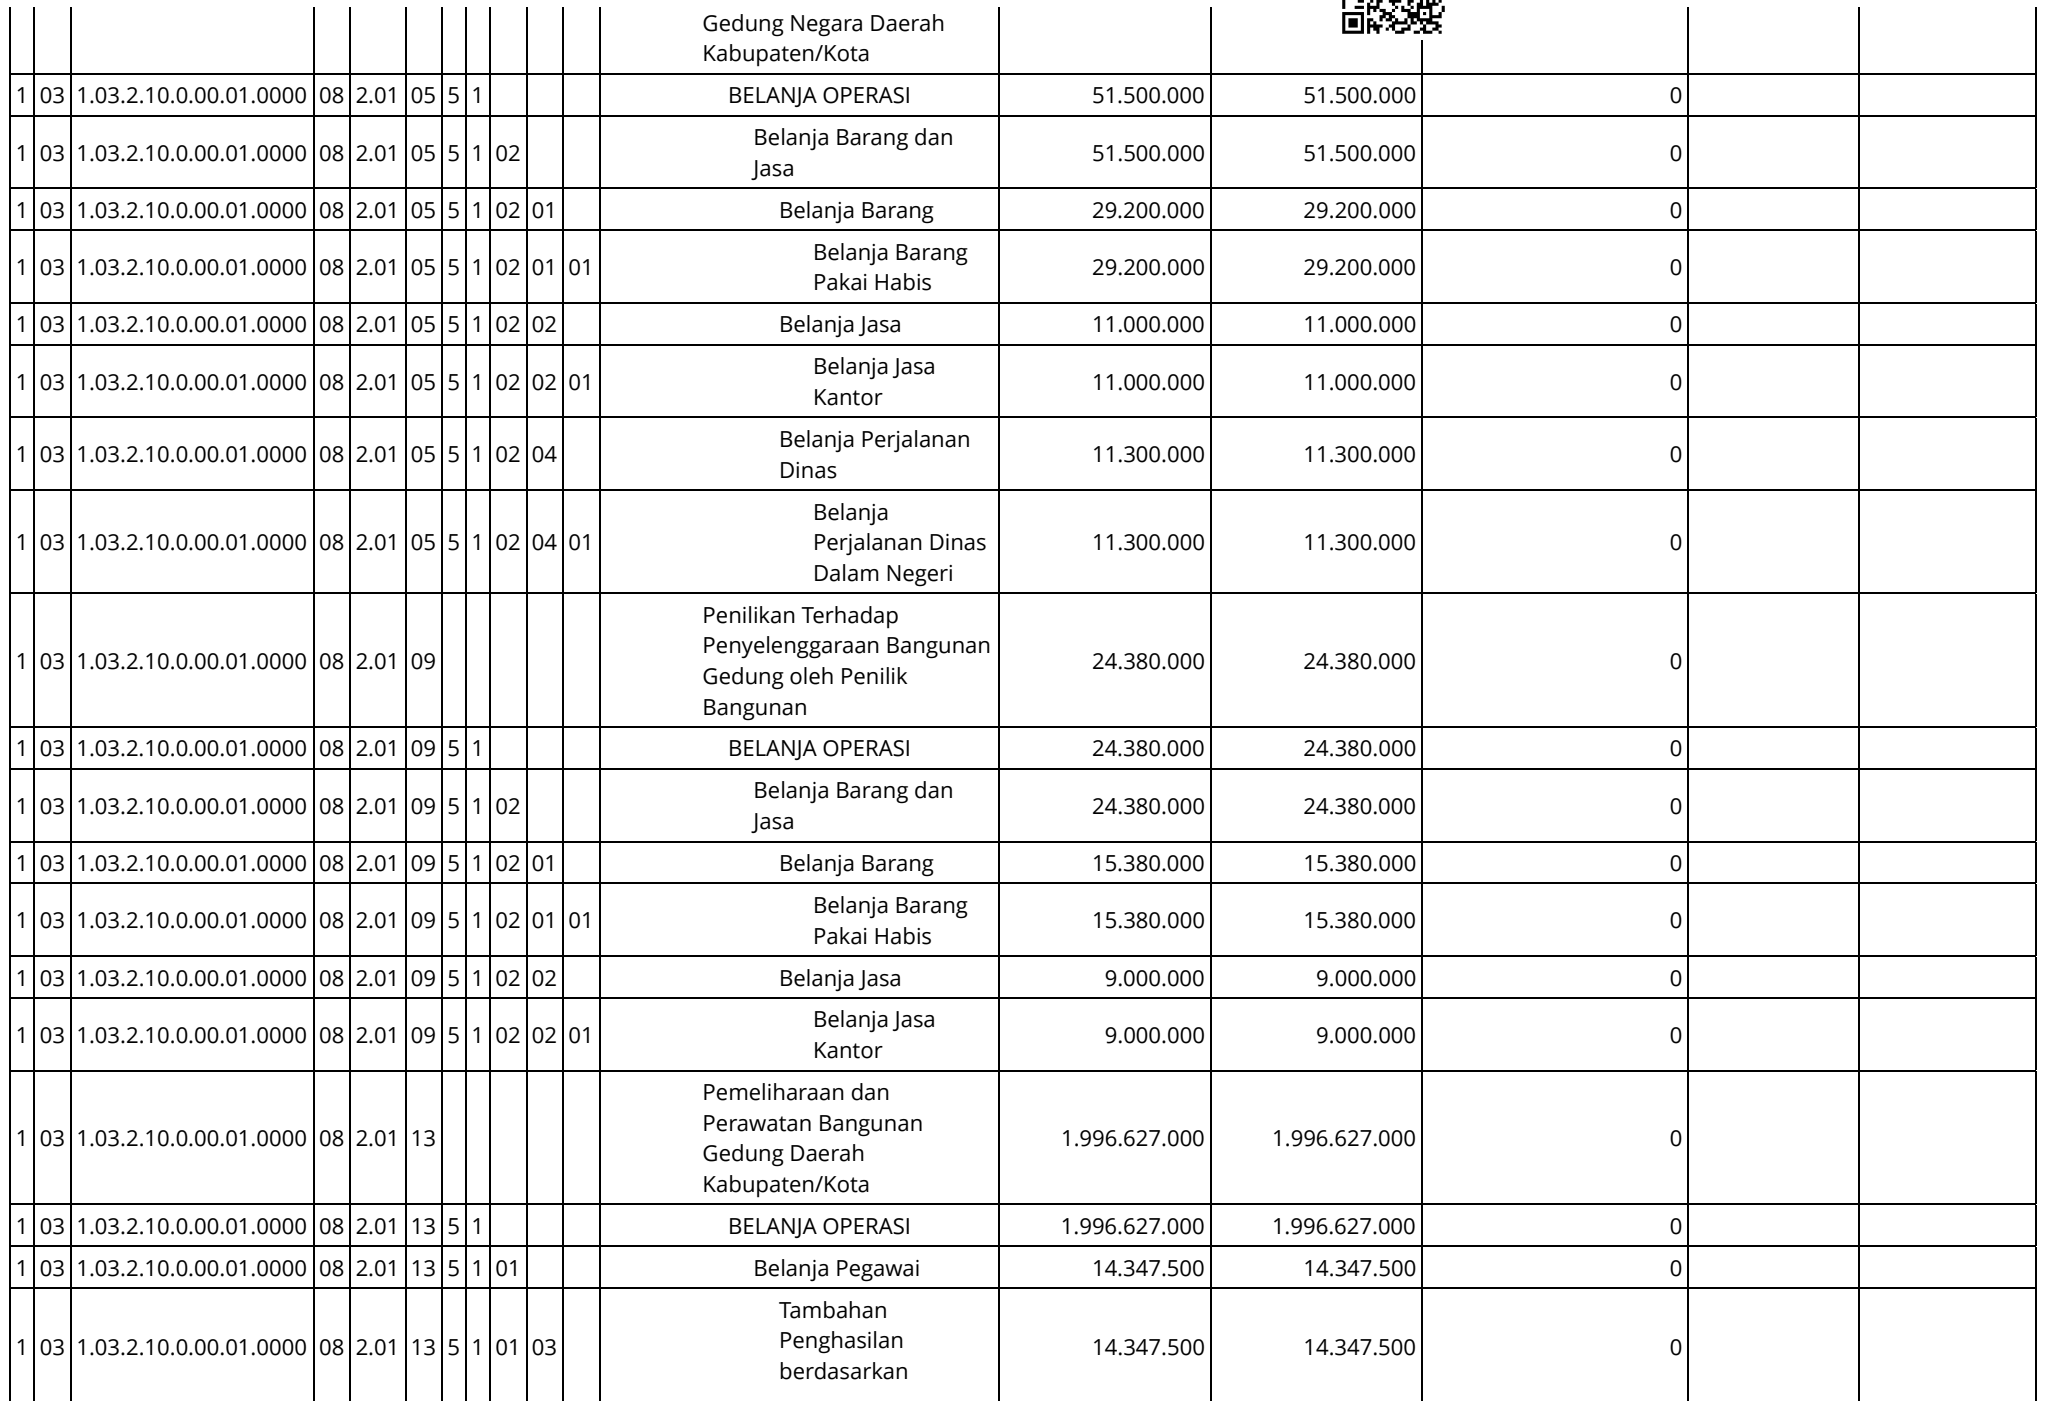 Gedung Negara Daerah
Kabupaten/Kota
1 03 1.03.2.10.0.00.01.0000 08 2.01 05 5 1 BELANJA OPERASI 51.500.000 51.500.000 0
1 03 1.03.2.10.0.00.01.0000 08 2.01 05 5 1 02 Belanja Barang dan
Jasa 51.500.000 51.500.000 0
1 03 1.03.2.10.0.00.01.0000 08 2.01 05 5 1 02 01 Belanja Barang 29.200.000 29.200.000 0
1 03 1.03.2.10.0.00.01.0000 08 2.01 05 5 1 02 01 01 Belanja Barang
Pakai Habis 29.200.000 29.200.000 0
1 03 1.03.2.10.0.00.01.0000 08 2.01 05 5 1 02 02 Belanja Jasa 11.000.000 11.000.000 0
1 03 1.03.2.10.0.00.01.0000 08 2.01 05 5 1 02 02 01 Belanja Jasa
Kantor 11.000.000 11.000.000 0
1 03 1.03.2.10.0.00.01.0000 08 2.01 05 5 1 02 04 Belanja Perjalanan
Dinas 11.300.000 11.300.000 0
1 03 1.03.2.10.0.00.01.0000 08 2.01 05 5 1 02 04 01 Belanja
Perjalanan Dinas
Dalam Negeri 11.300.000 11.300.000 0
1 03 1.03.2.10.0.00.01.0000 08 2.01 09 Penilikan Terhadap
Penyelenggaraan Bangunan
Gedung oleh Penilik
Bangunan 24.380.000 24.380.000 0
1 03 1.03.2.10.0.00.01.0000 08 2.01 09 5 1 BELANJA OPERASI 24.380.000 24.380.000 0
1 03 1.03.2.10.0.00.01.0000 08 2.01 09 5 1 02 Belanja Barang dan
Jasa 24.380.000 24.380.000 0
1 03 1.03.2.10.0.00.01.0000 08 2.01 09 5 1 02 01 Belanja Barang 15.380.000 15.380.000 0
1 03 1.03.2.10.0.00.01.0000 08 2.01 09 5 1 02 01 01 Belanja Barang
Pakai Habis 15.380.000 15.380.000 0
1 03 1.03.2.10.0.00.01.0000 08 2.01 09 5 1 02 02 Belanja Jasa 9.000.000 9.000.000 0
1 03 1.03.2.10.0.00.01.0000 08 2.01 09 5 1 02 02 01 Belanja Jasa
Kantor 9.000.000 9.000.000 0
1 03 1.03.2.10.0.00.01.0000 08 2.01 13 Pemeliharaan dan
Perawatan Bangunan
Gedung Daerah
Kabupaten/Kota 1.996.627.000 1.996.627.000 0
1 03 1.03.2.10.0.00.01.0000 08 2.01 13 5 1 BELANJA OPERASI 1.996.627.000 1.996.627.000 0
1 03 1.03.2.10.0.00.01.0000 08 2.01 13 5 1 01 Belanja Pegawai 14.347.500 14.347.500 0
1 03 1.03.2.10.0.00.01.0000 08 2.01 13 5 1 01 03 Tambahan
Penghasilan
berdasarkan 14.347.500 14.347.500 0